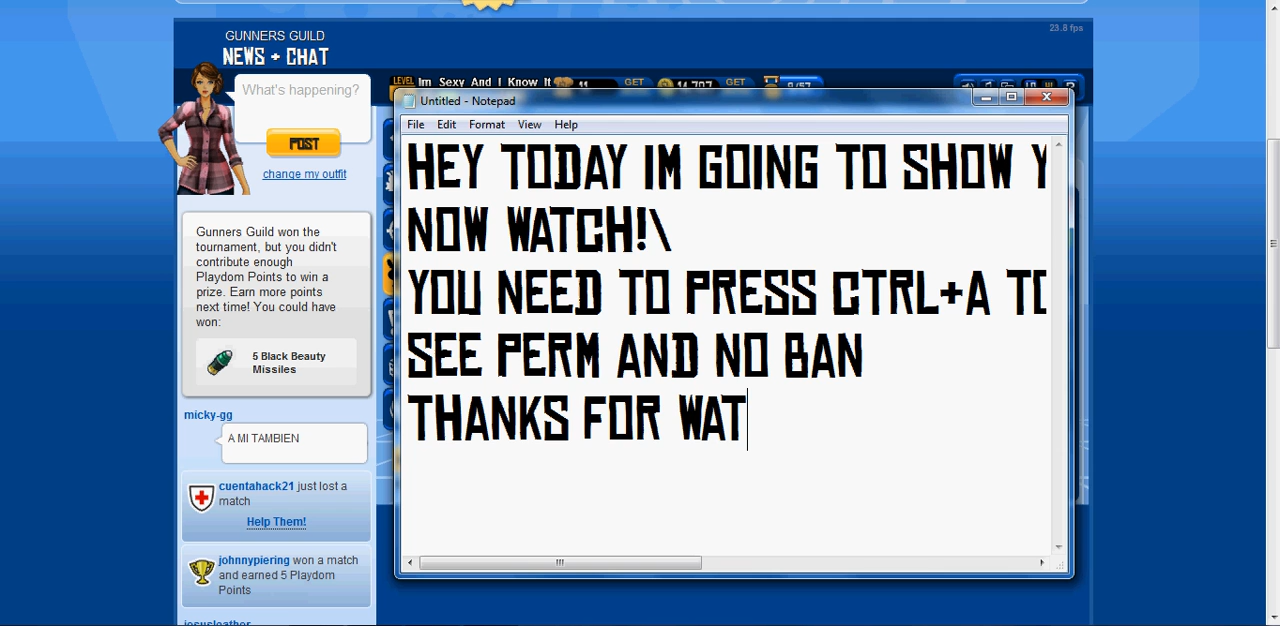 23.8 fps
GUNNERS GUILD
NEWS + CHAT
What's happening?
POST
change my outfit
LEVEL Im Sexy And I Know It 11 GET 14,707 GET
Untitled - Notepad
File Edit Format View Help
HEY TODAY IM GOING TO SHOW Y
NOW WATCH!\
YOU NEED TO PRESS CTRL+A TO
SEE PERM AND NO BAN
THANKS FOR WAT
Gunners Guild won the
tournament, but you didn't
contribute enough
Playdom Points to win a
prize. Earn more points
next time! You could have
won:
5 Black Beauty
Missiles
micky-gg
A MI TAMBIEN
cuentahack21 just lost a
match
Help Them!
johnnypiering won a match
and earned 5 Playdom
Points
jesusleather